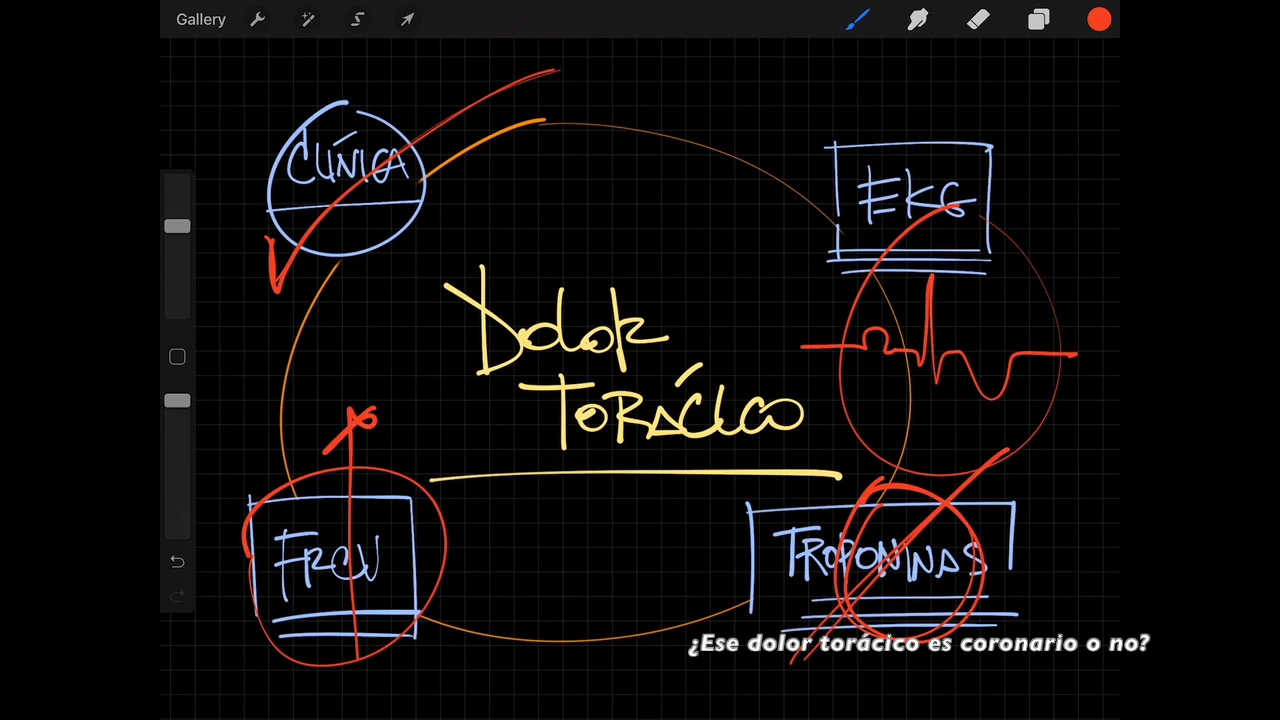 Gallery
CLÍNICA
EKG
Dolor
TORÁCICO
FRCV
TROPONINAS
¿Ese dolor torácico es coronario o no?